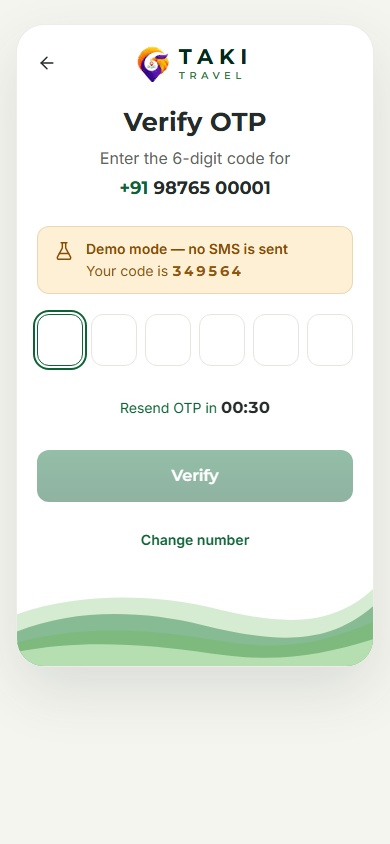 TAKI
TRAVEL
Verify OTP
Enter the 6-digit code for
+91 98765 00001
Demo mode — no SMS is sent
Your code is 349564
Resend OTP in 00:30
Verify
Change number